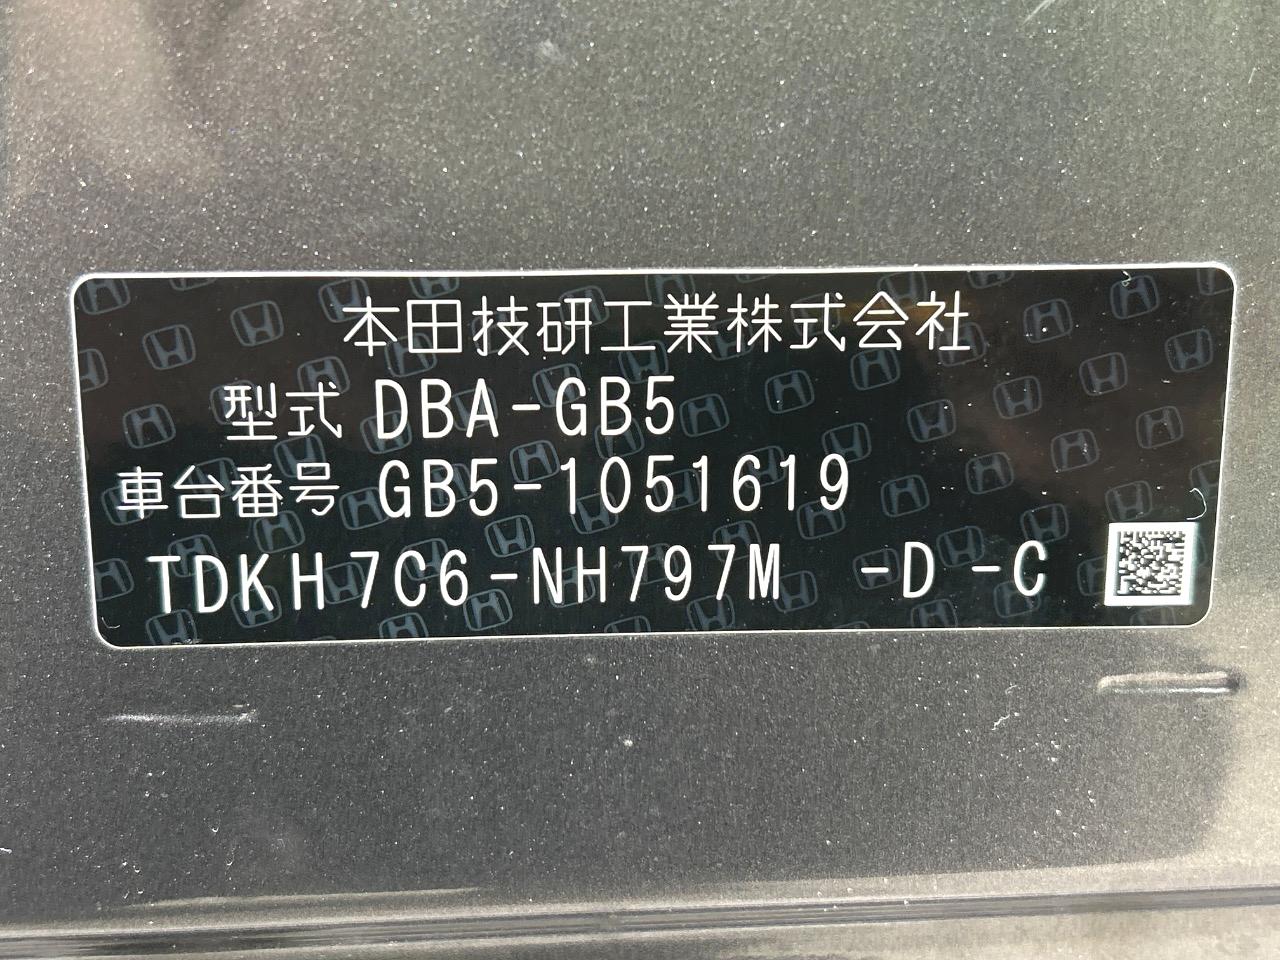 本田技研工業株式会社
型式 DBA-GB5
車台番号 GB5-1051619
TDKH7C6-NH797M -D -C